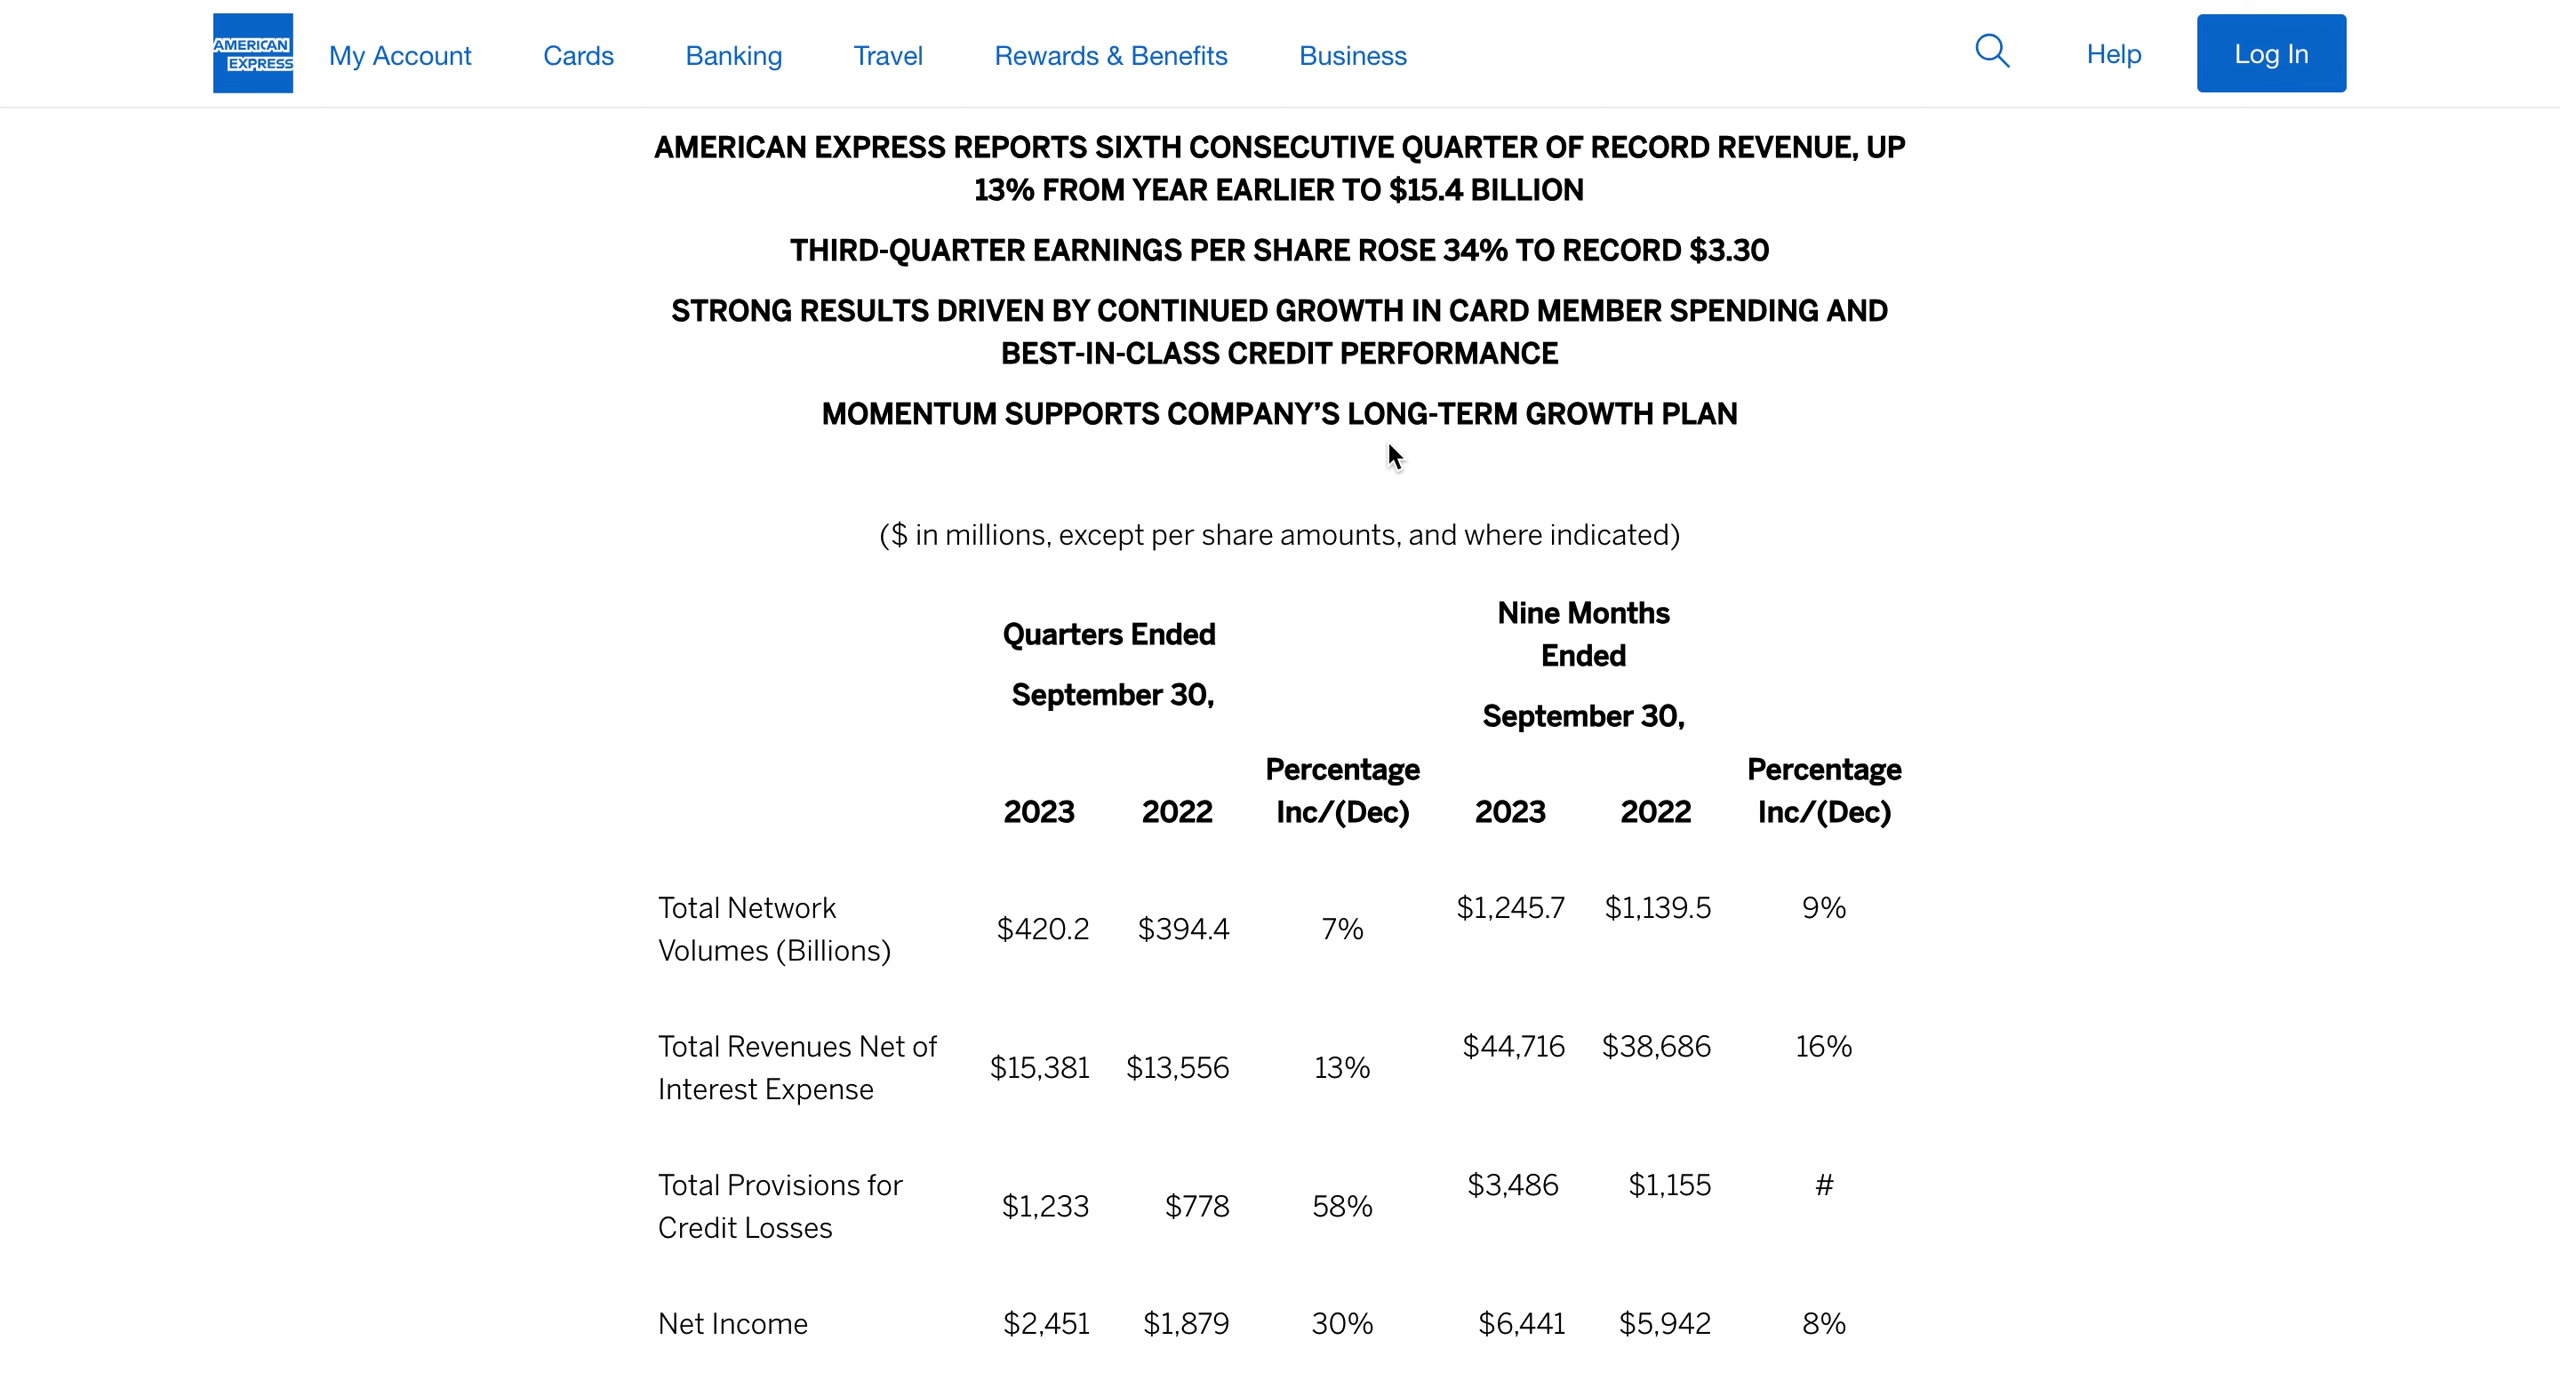 AMERICAN
EXPRESS
My Account Cards Banking Travel Rewards & Benefits Business Help Log In
AMERICAN EXPRESS REPORTS SIXTH CONSECUTIVE QUARTER OF RECORD REVENUE, UP
13% FROM YEAR EARLIER TO $15.4 BILLION
THIRD-QUARTER EARNINGS PER SHARE ROSE 34% TO RECORD $3.30
STRONG RESULTS DRIVEN BY CONTINUED GROWTH IN CARD MEMBER SPENDING AND
BEST-IN-CLASS CREDIT PERFORMANCE
MOMENTUM SUPPORTS COMPANY’S LONG-TERM GROWTH PLAN
($ in millions, except per share amounts, and where indicated)
Quarters Ended
September 30,
Nine Months
Ended
September 30,
Percentage Percentage
2023 2022 Inc/(Dec) 2023 2022 Inc/(Dec)
Total Network
Volumes (Billions)
$420.2 $394.4 7% $1,245.7 $1,139.5 9%
Total Revenues Net of
Interest Expense
$15,381 $13,556 13% $44,716 $38,686 16%
Total Provisions for
Credit Losses
$1,233 $778 58% $3,486 $1,155 #
Net Income $2,451 $1,879 30% $6,441 $5,942 8%